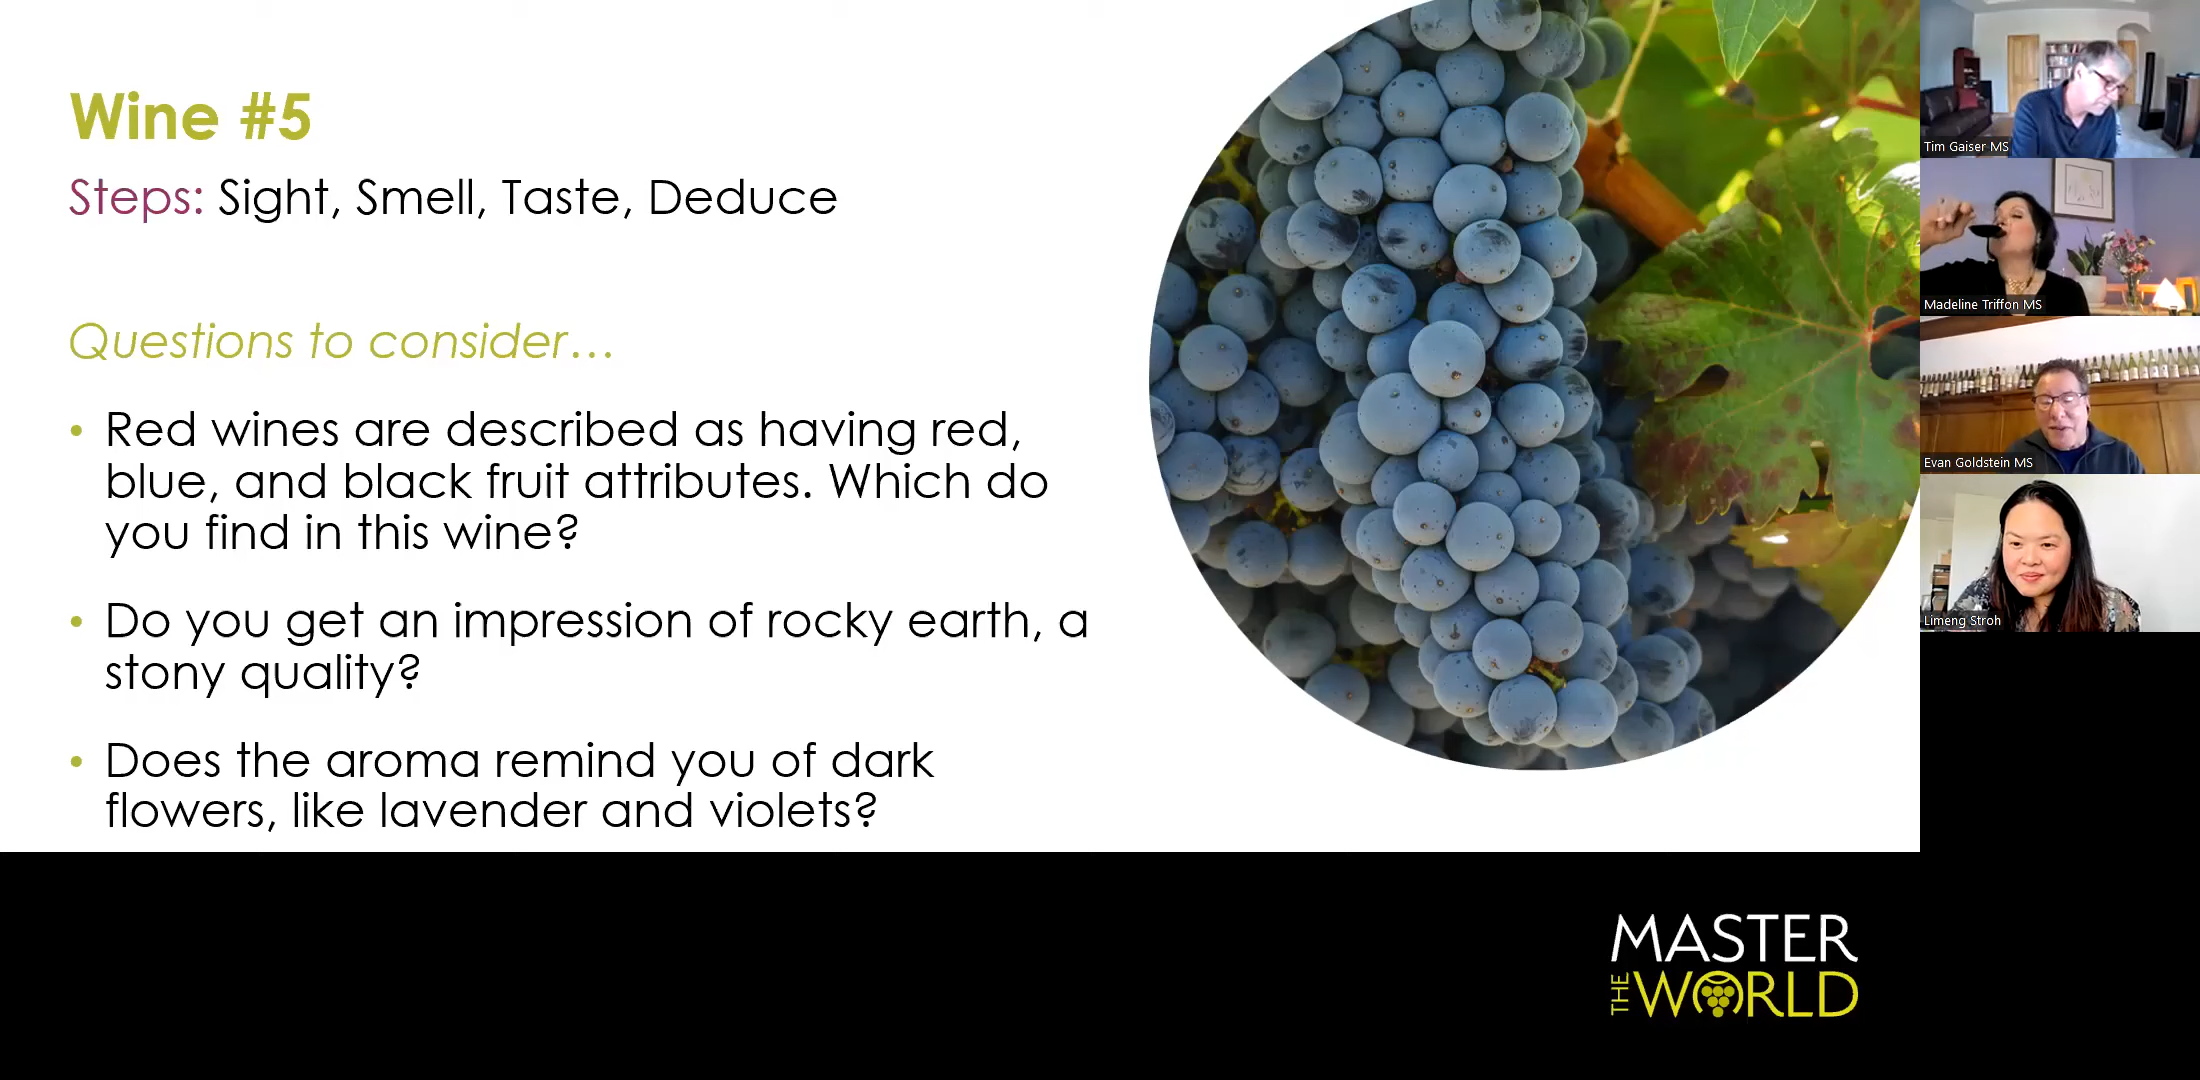 Wine #5
Steps: Sight, Smell, Taste, Deduce
Questions to consider...
• Red wines are described as having red,
blue, and black fruit attributes. Which do
you find in this wine?
• Do you get an impression of rocky earth, a
stony quality?
• Does the aroma remind you of dark
flowers, like lavender and violets?
Tim Gaiser MS
Madeline Triffon MS
Evan Goldstein MS
Limeng Stroh
MASTER
THE WORLD